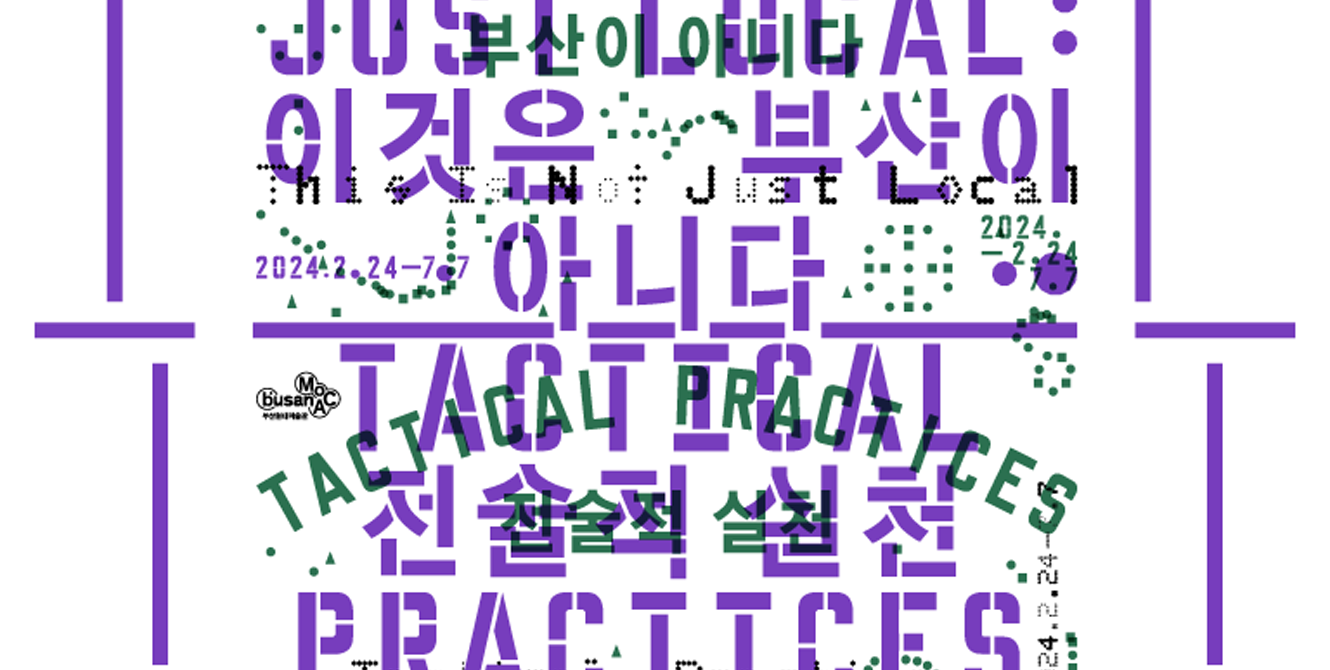 JUST LOCAL:
부산이 아니다
이것은 부산이
This Is Not Just Local
아니다
2024.2.24—7.7
2024.
—2.24
7.7
TACTICAL
busan MoCA
부산현대미술관
TACTICAL PRACTICES
전술적 실천
전술적 실천
PRACTICES
24.2.24—7.7